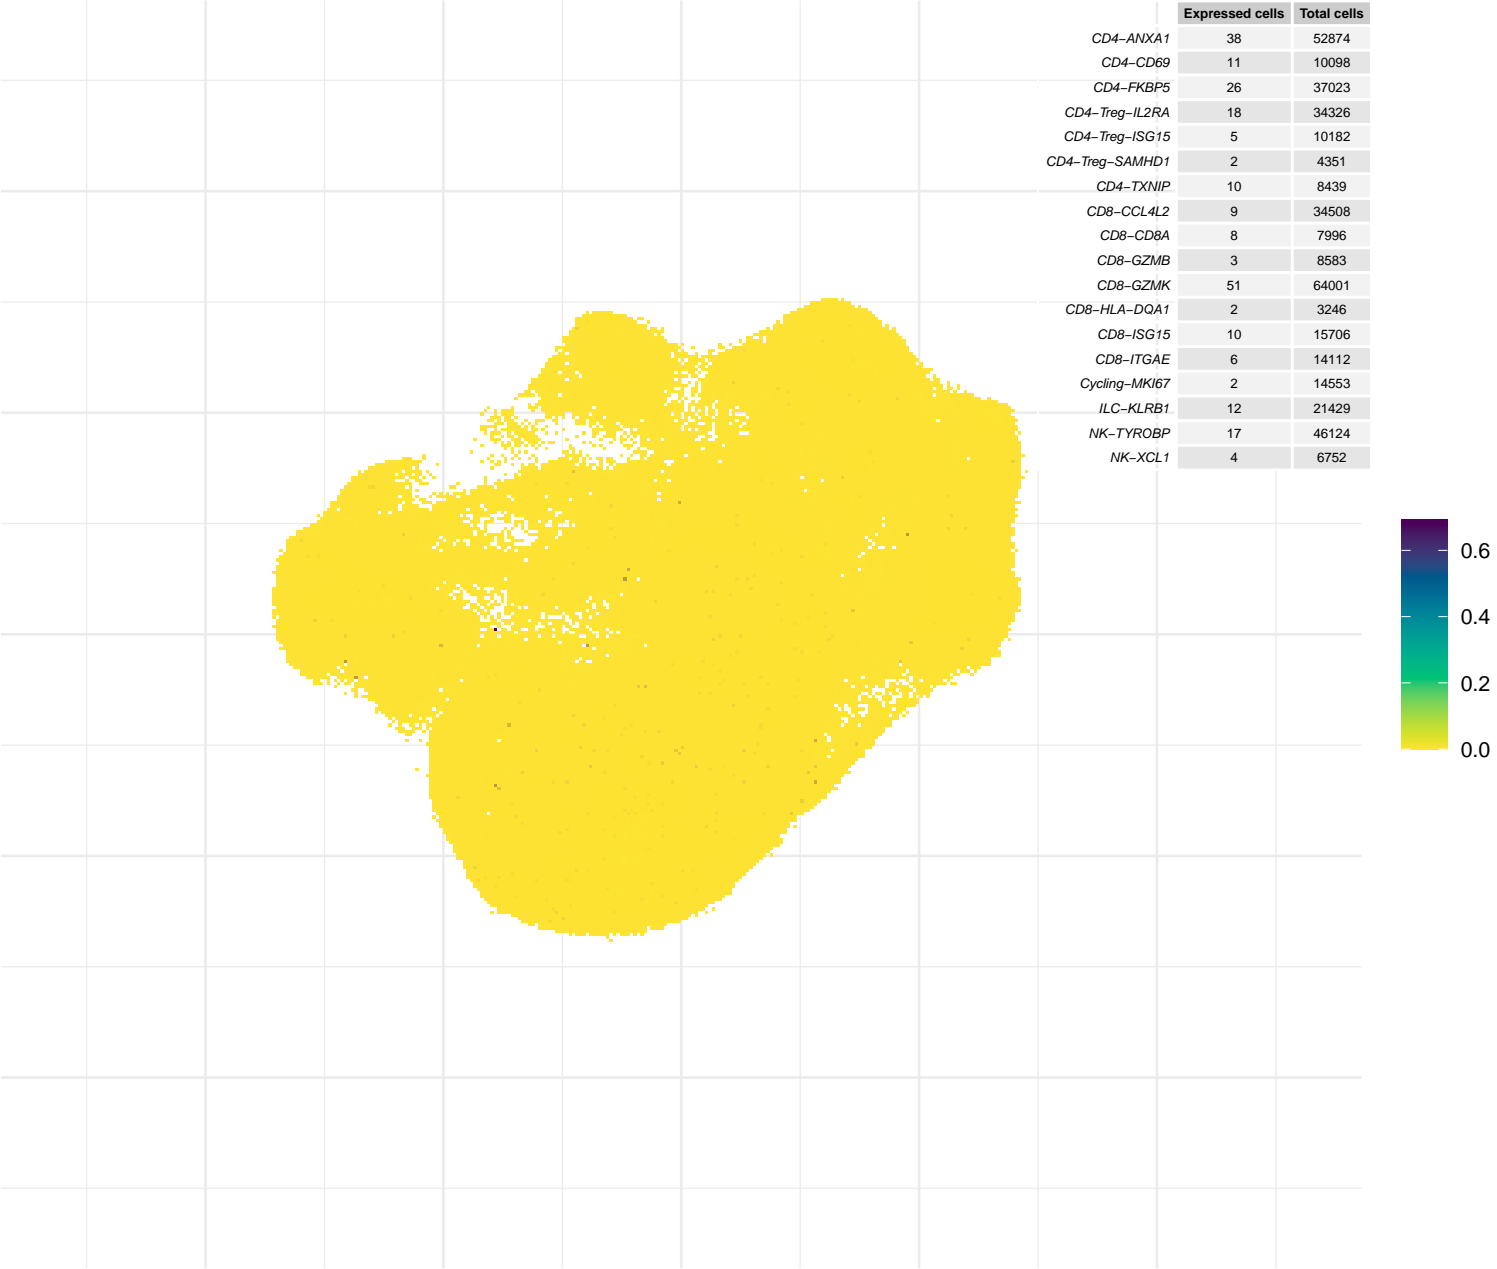 Expressed cells Total cells
CD4−ANXA1 38 52874
CD4−CD69 11 10098
CD4−FKBP5 26 37023
CD4−Treg−IL2RA 18 34326
CD4−Treg−ISG15 5 10182
CD4−Treg−SAMHD1 2 4351
CD4−TXNIP 10 8439
CD8−CCL4L2 9 34508
CD8−CD8A 8 7996
CD8−GZMB 3 8583
CD8−GZMK 51 64001
CD8−HLA−DQA1 2 3246
CD8−ISG15 10 15706
CD8−ITGAE 6 14112
Cycling−MKI67 2 14553
ILC−KLRB1 12 21429
NK−TYROBP 17 46124
NK−XCL1 4 6752
0.6
0.4
0.2
0.0